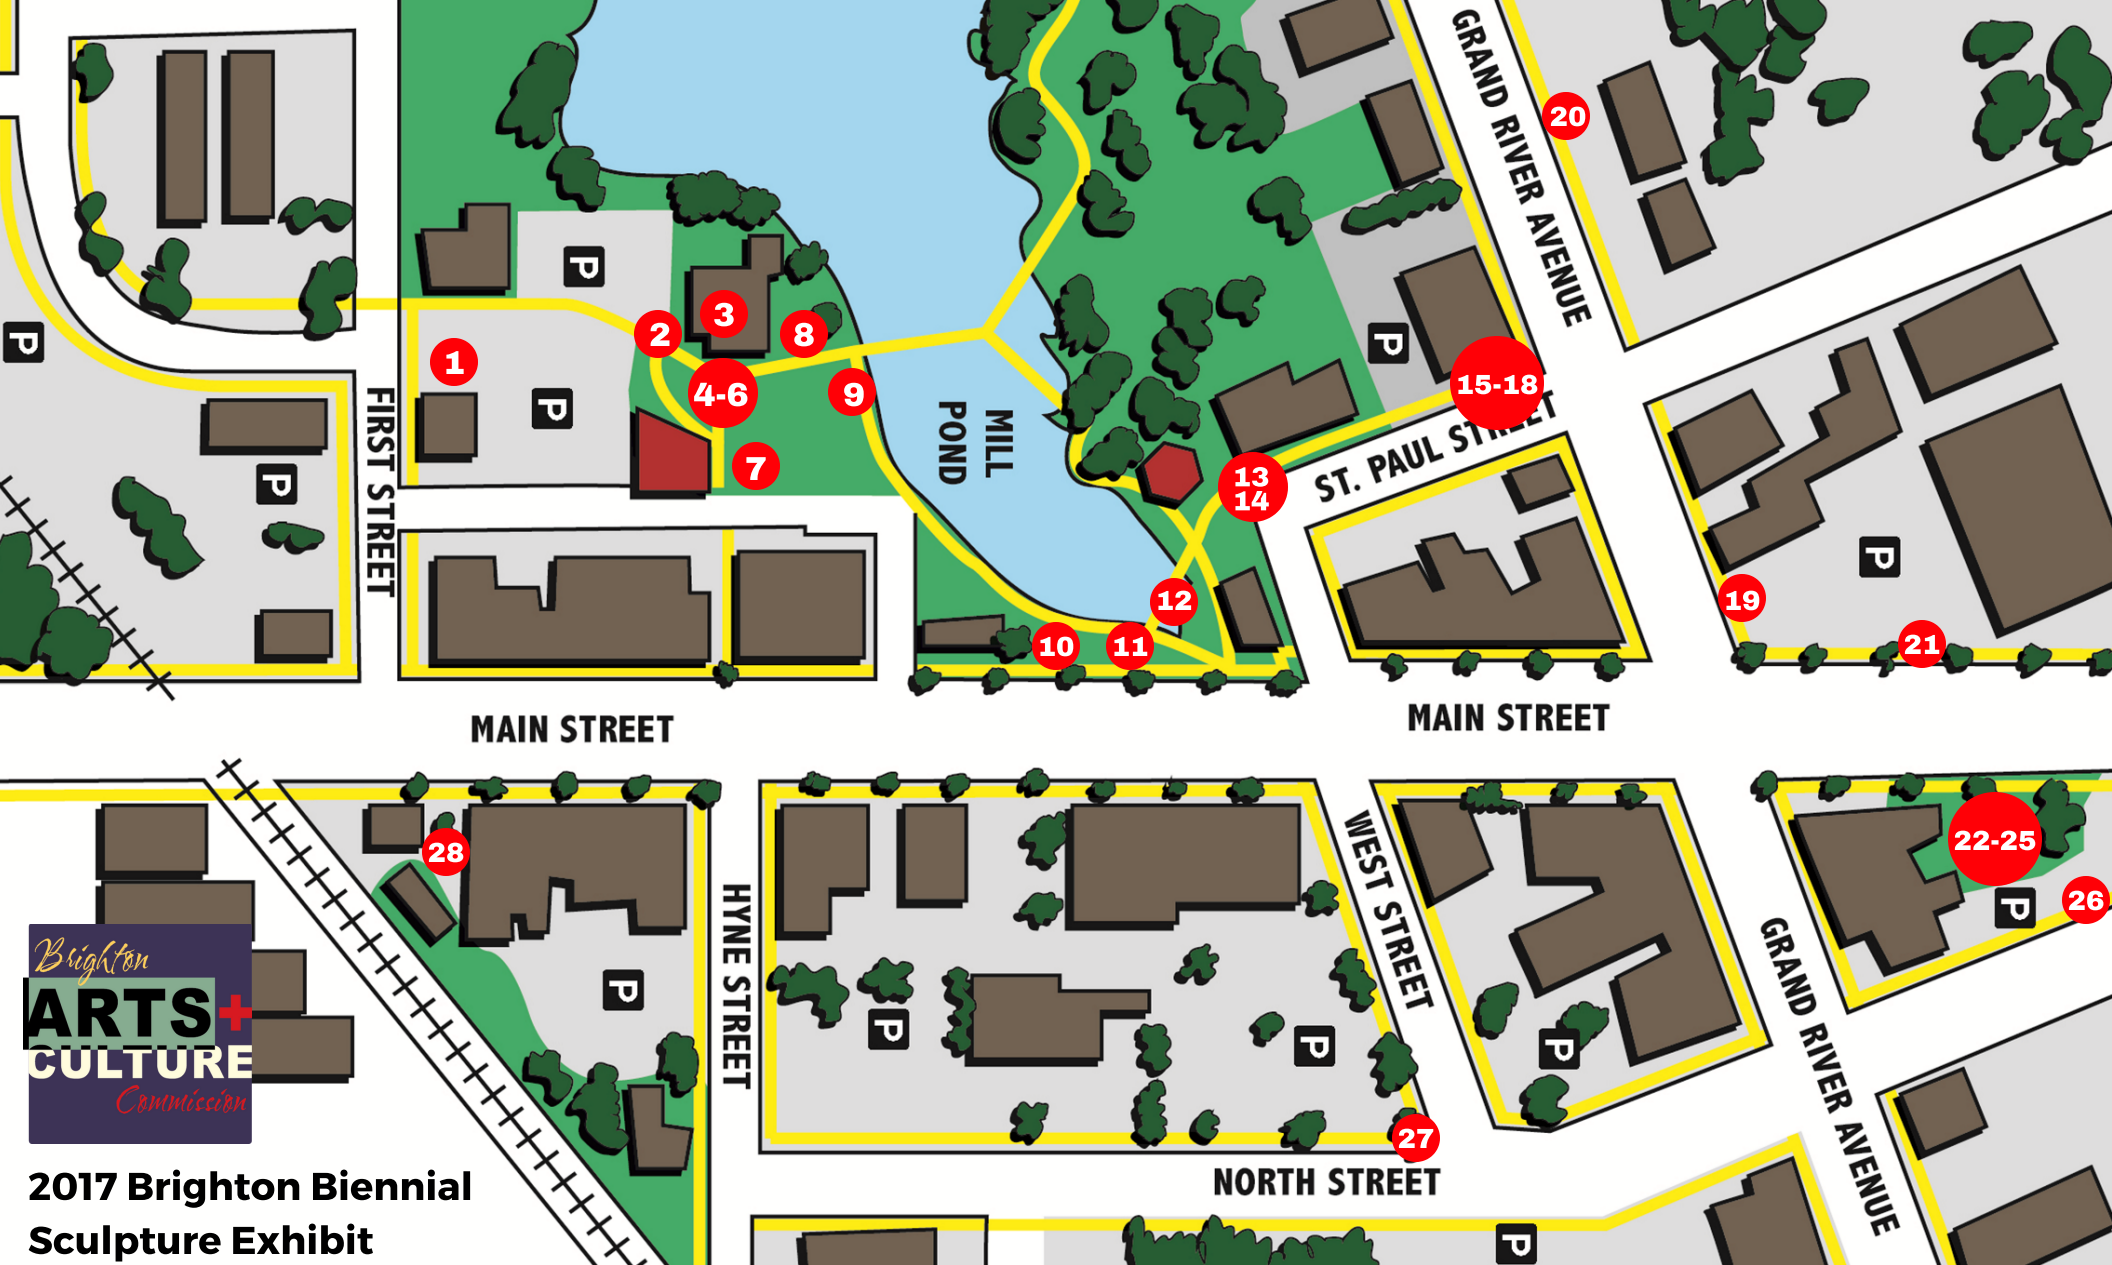 GRAND RIVER AVENUE
20
P
3
2
8
1
P
P
P
4-6
9
15-18
FIRST STREET
P
MILL
POND
ST. PAUL STREET
7
13
14
P
P
12
19
10
11
21
MAIN STREET
MAIN STREET
28
22-25
26
P
WEST STREET
HYNE STREET
GRAND RIVER AVENUE
P
P
P
P
27
NORTH STREET
P
Brighton
ARTS+
CULTURE
Commission
2017 Brighton Biennial
Sculpture Exhibit